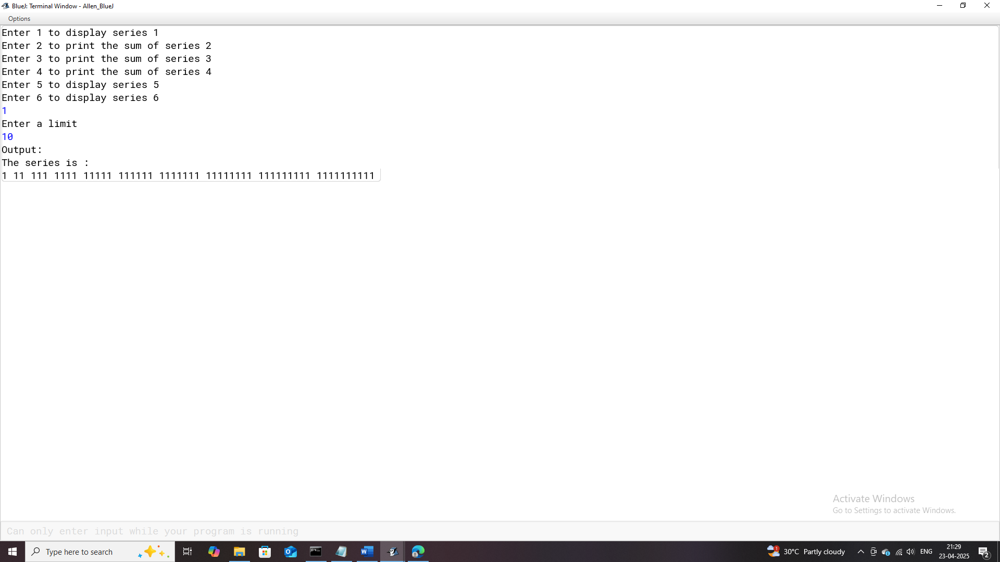 BlueJ: Terminal Window - Allen_BlueJ
Options
Enter 1 to display series 1
Enter 2 to print the sum of series 2
Enter 3 to print the sum of series 3
Enter 4 to print the sum of series 4
Enter 5 to display series 5
Enter 6 to display series 6
1
Enter a limit
10
Output:
The series is :
1 11 111 1111 11111 111111 1111111 11111111 111111111 1111111111
Activate Windows
Go to Settings to activate Windows.
Can only enter input while your program is running
Type here to search
1
30°C Partly cloudy
ENG
21:29
23-04-2025
2